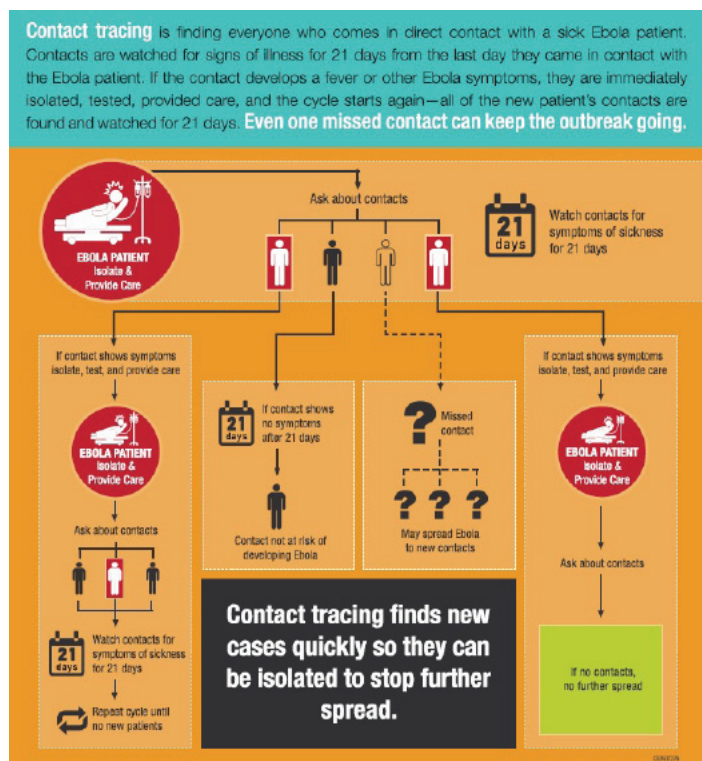 Contact tracing is finding everyone who comes in direct contact with a sick Ebola patient.
Contacts are watched for signs of illness for 21 days from the last day they came in contact with
the Ebola patient. If the contact develops a fever or other Ebola symptoms, they are immediately
isolated, tested, provided care, and the cycle starts again—all of the new patient's contacts are
found and watched for 21 days. Even one missed contact can keep the outbreak going.
EBOLA PATIENT
Isolate &
Provide Care
Ask about contacts
21
days
Watch contacts for
symptoms of sickness
for 21 days
If contact shows symptoms
isolate, test, and provide care
EBOLA PATIENT
Isolate &
Provide Care
Ask about contacts
21
days
Watch contacts for
symptoms of sickness
for 21 days
Repeat cycle until
no new patients
21
days
If contact shows
no symptoms
after 21 days
Contact not at risk of
developing Ebola
?
Missed
contact
? ? ?
May spread Ebola
to new contacts
If contact shows symptoms
isolate, test, and provide care
EBOLA PATIENT
Isolate &
Provide Care
Ask about contacts
If no contacts,
no further spread
Contact tracing finds new
cases quickly so they can
be isolated to stop further
spread.